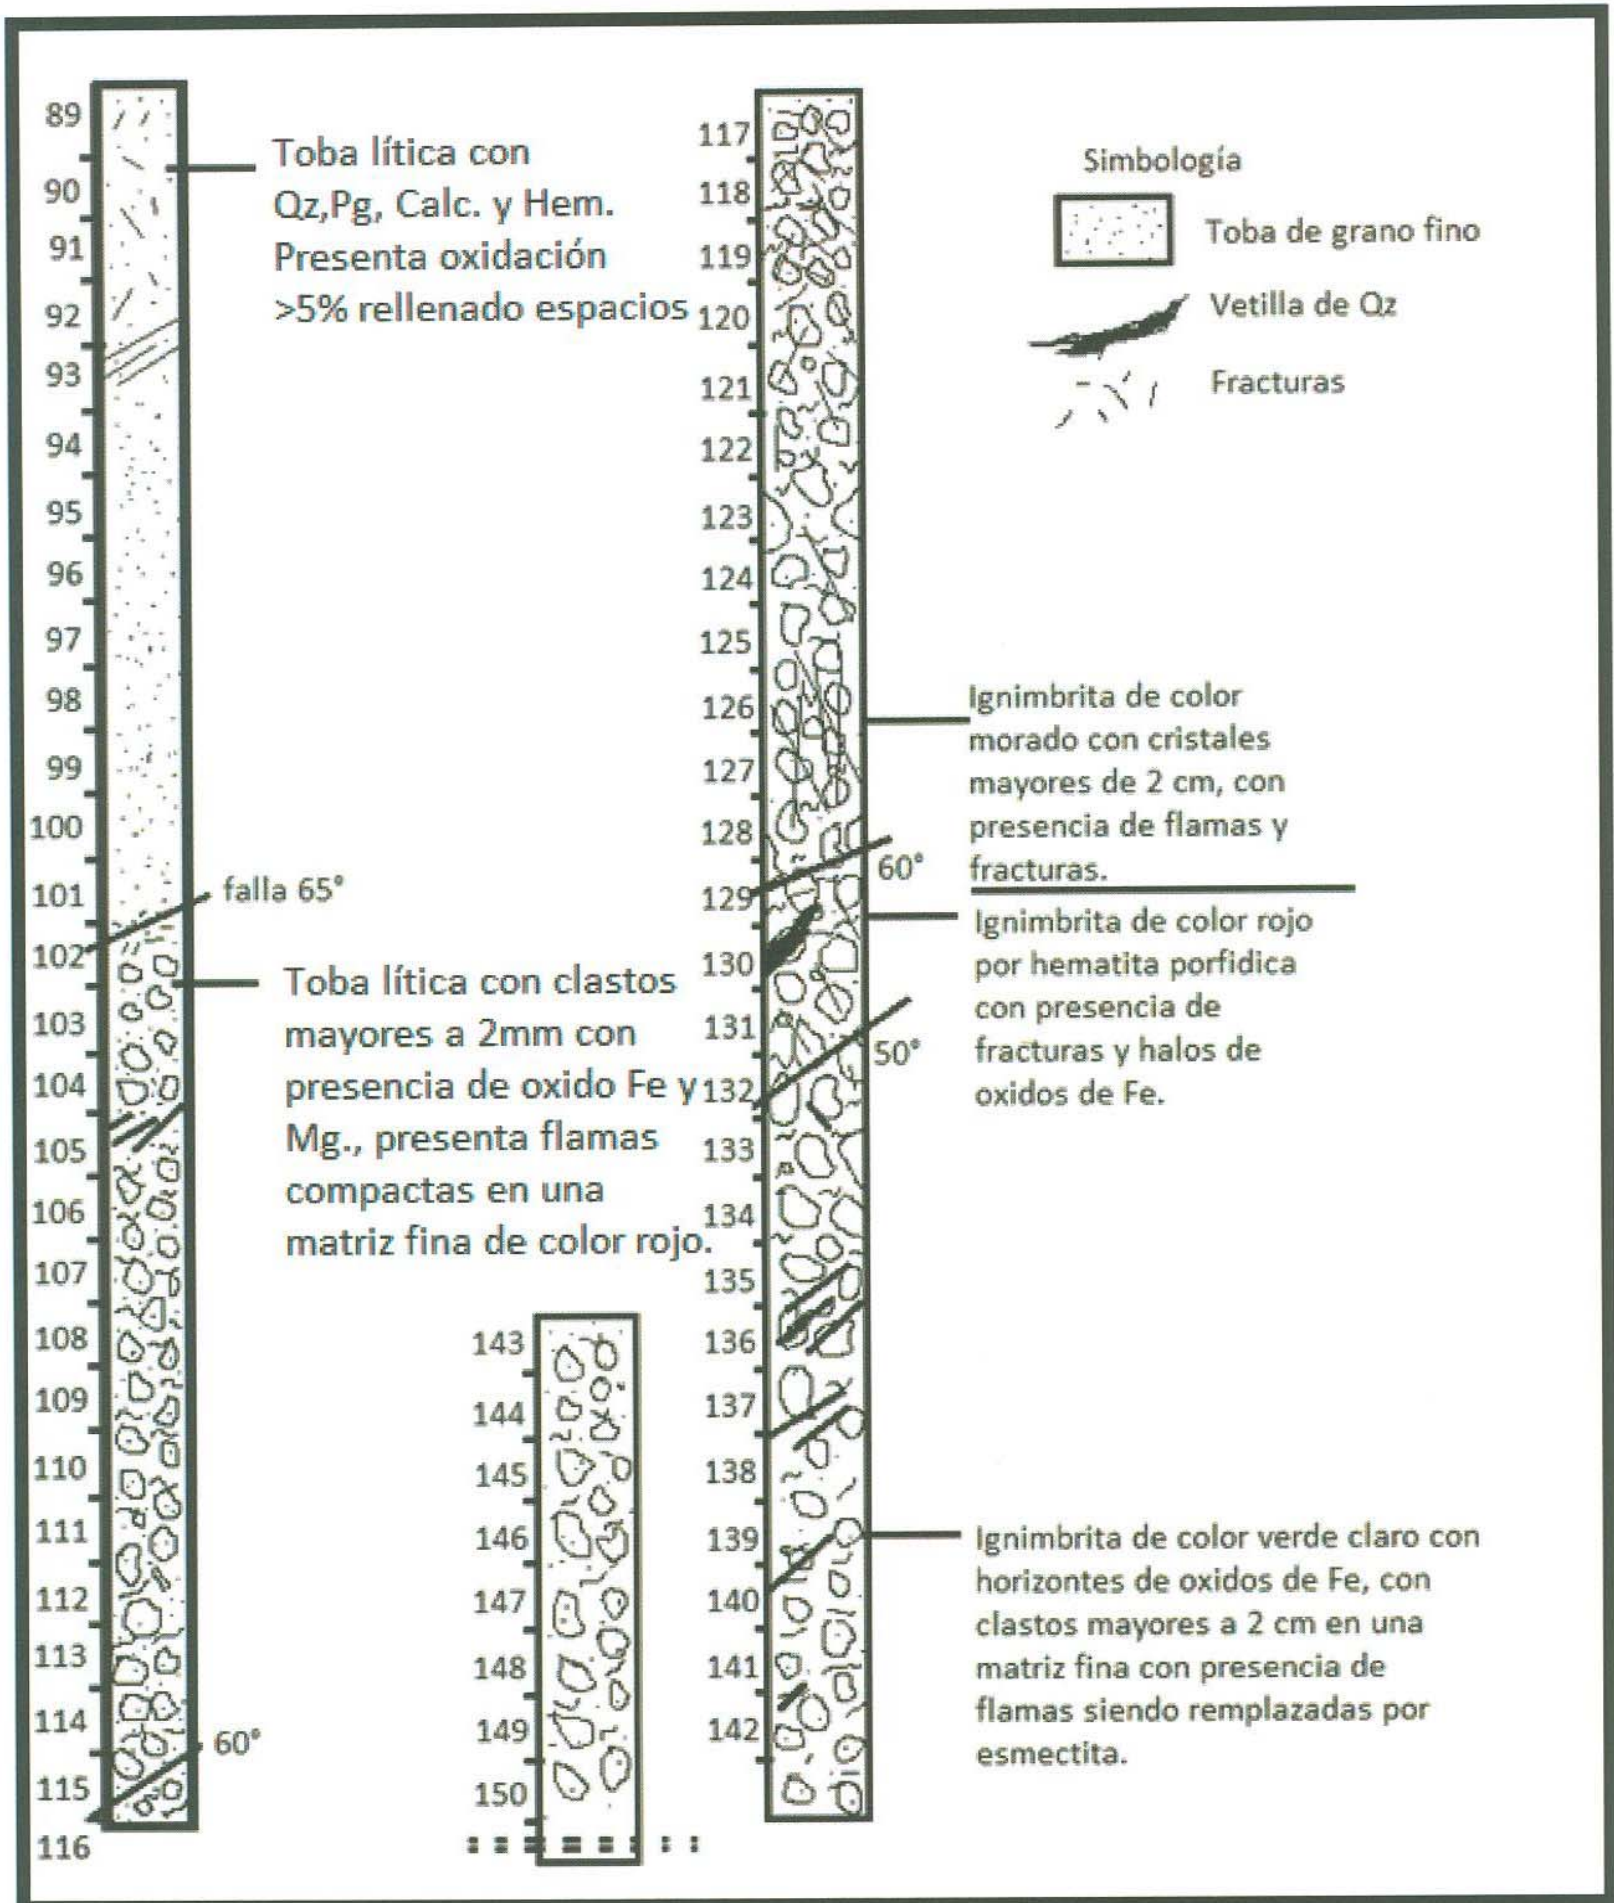 89
90
91
92
93
94
95
96
97
98
99
100
101
102
103
104
105
106
107
108
109
110
111
112
113
114
115
116
Toba lítica con
Qz,Pg, Calc. y Hem.
Presenta oxidación
>5% rellenado espacios
falla 65°
Toba lítica con clastos
mayores a 2mm con
presencia de oxido Fe y
Mg., presenta flamas
compactas en una
matriz fina de color rojo.
60°
143
144
145
146
147
148
149
150
117
118
119
120
121
122
123
124
125
126
127
128
129
130
131
132
133
134
135
136
137
138
139
140
141
142
Simbología
Toba de grano fino
Vetilla de Qz
Fracturas
Ignimbrita de color
morado con cristales
mayores de 2 cm, con
presencia de flamas y
fracturas.
60°
Ignimbrita de color rojo
por hematita porfidica
con presencia de
fracturas y halos de
oxidos de Fe.
50°
Ignimbrita de color verde claro con
horizontes de oxidos de Fe, con
clastos mayores a 2 cm en una
matriz fina con presencia de
flamas siendo remplazadas por
esmectita.